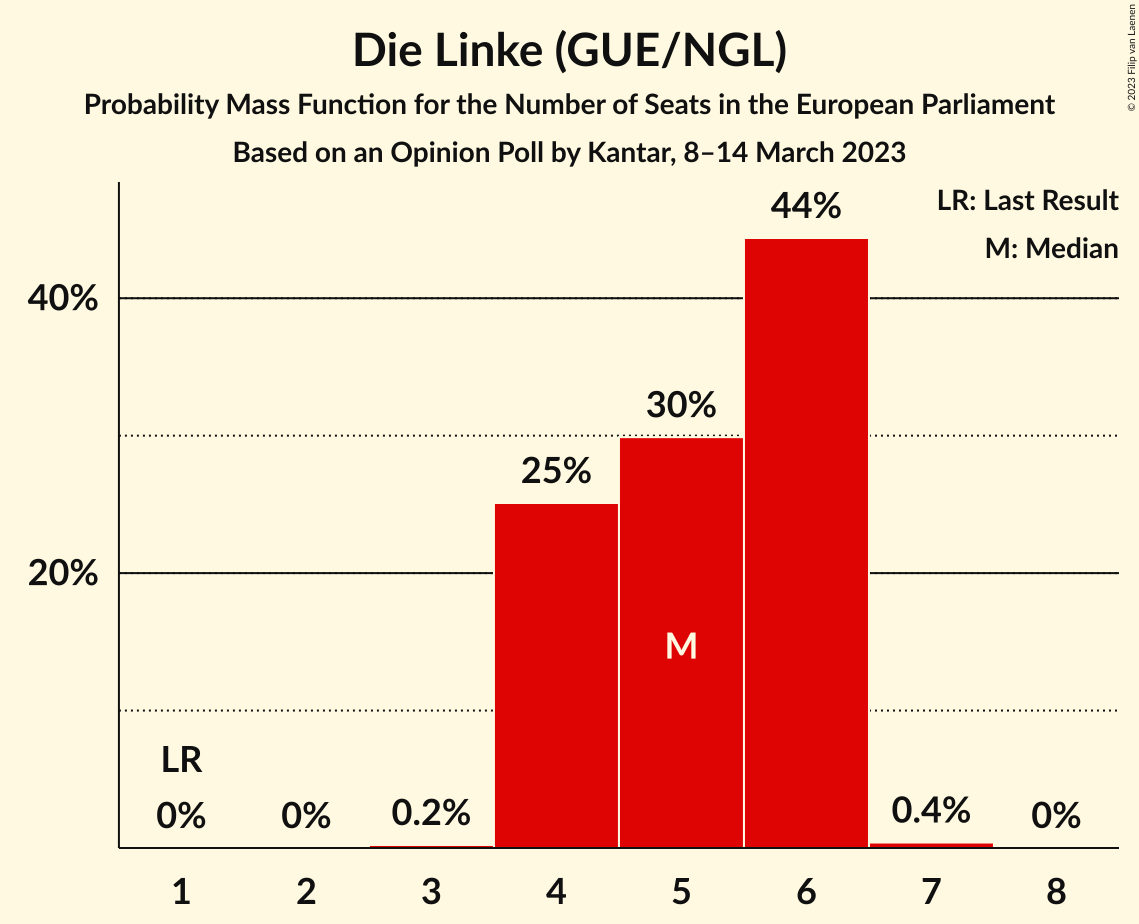 Die Linke (GUE/NGL)
Probability Mass Function for the Number of Seats in the European Parliament
Based on an Opinion Poll by Kantar, 8–14 March 2023
© 2023 Filip van Laenen
LR: Last Result
M: Median
44%
40%
30%
25%
20%
M
LR
0%
0%
0.2%
0.4%
0%
1 2 3 4 5 6 7 8